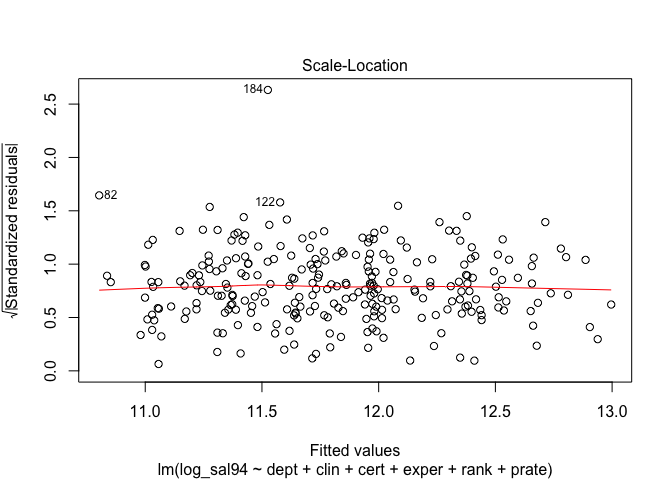 Scale-Location
√|Standardized residuals|
2.5
2.0
1.5
1.0
0.5
0.0
184
82
122
11.0 11.5 12.0 12.5 13.0
Fitted values
lm(log_sal94 ~ dept + clin + cert + exper + rank + prate)